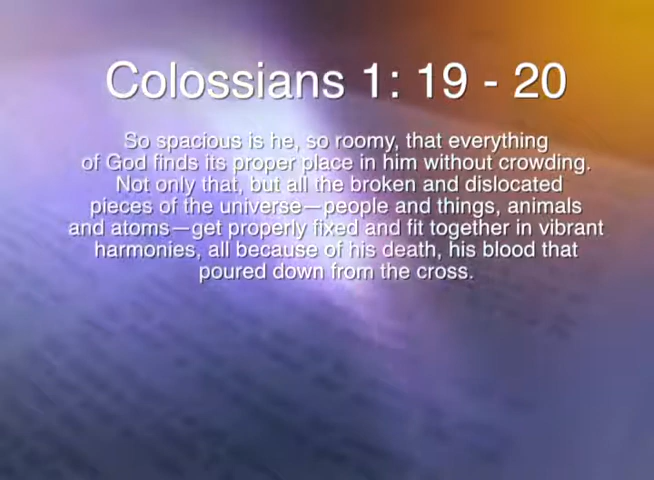 Colossians 1: 19 - 20
So spacious is he, so roomy, that everything
of God finds its proper place in him without crowding.
Not only that, but all the broken and dislocated
pieces of the universe—people and things, animals
and atoms—get properly fixed and fit together in vibrant
harmonies, all because of his death, his blood that
poured down from the cross.